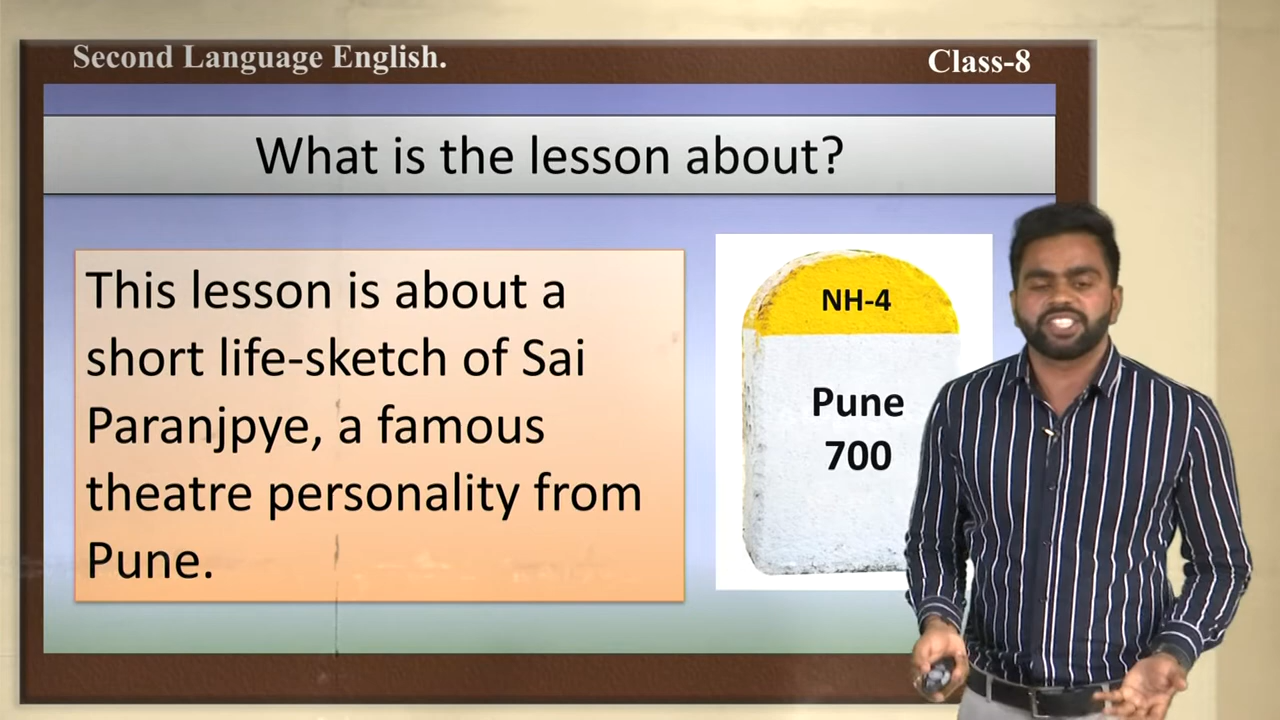 Second Language English.
Class-8
What is the lesson about?
This lesson is about a
short life-sketch of Sai
Paranjpye, a famous
theatre personality from
Pune.
NH-4
Pune
700